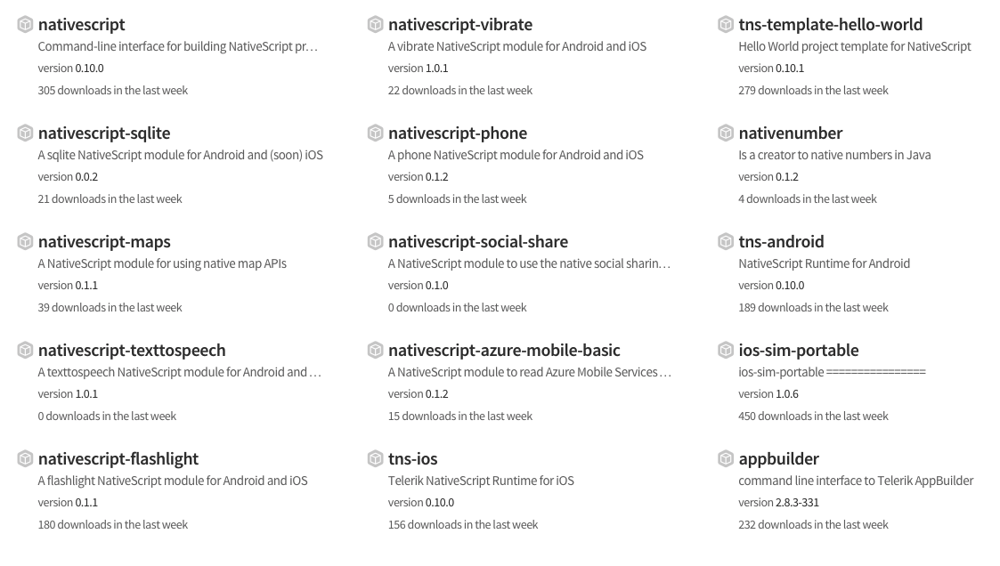 nativescript
Command-line interface for building NativeScript pr…
version 0.10.0
305 downloads in the last week
nativescript-vibrate
A vibrate NativeScript module for Android and iOS
version 1.0.1
22 downloads in the last week
tns-template-hello-world
Hello World project template for NativeScript
version 0.10.1
279 downloads in the last week
nativescript-sqlite
A sqlite NativeScript module for Android and (soon) iOS
version 0.0.2
21 downloads in the last week
nativescript-phone
A phone NativeScript module for Android and iOS
version 0.1.2
5 downloads in the last week
nativenumber
Is a creator to native numbers in Java
version 0.1.2
4 downloads in the last week
nativescript-maps
A NativeScript module for using native map APIs
version 0.1.1
39 downloads in the last week
nativescript-social-share
A NativeScript module to use the native social sharin…
version 0.1.0
0 downloads in the last week
tns-android
NativeScript Runtime for Android
version 0.10.0
189 downloads in the last week
nativescript-texttospeech
A texttospeech NativeScript module for Android and …
version 1.0.1
0 downloads in the last week
nativescript-azure-mobile-basic
A NativeScript module to read Azure Mobile Services…
version 0.1.2
15 downloads in the last week
ios-sim-portable
ios-sim-portable ================
version 1.0.6
450 downloads in the last week
nativescript-flashlight
A flashlight NativeScript module for Android and iOS
version 0.1.1
180 downloads in the last week
tns-ios
Telerik NativeScript Runtime for iOS
version 0.10.0
156 downloads in the last week
appbuilder
command line interface to Telerik AppBuilder
version 2.8.3-331
232 downloads in the last week